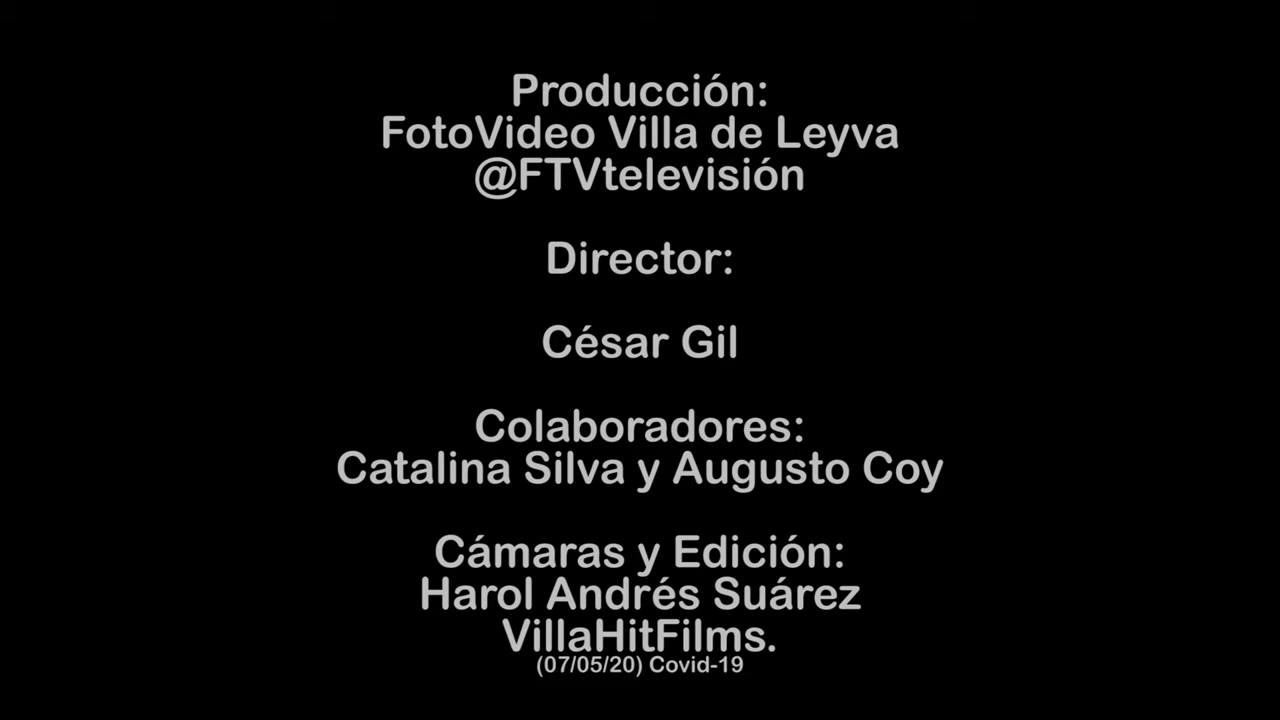 Producción:
FotoVideo Villa de Leyva
@FTVtelevisión
Director:
César Gil
Colaboradores:
Catalina Silva y Augusto Coy
Cámaras y Edición:
Harol Andrés Suárez
VillaHitFilms.
(07/05/20) Covid-19